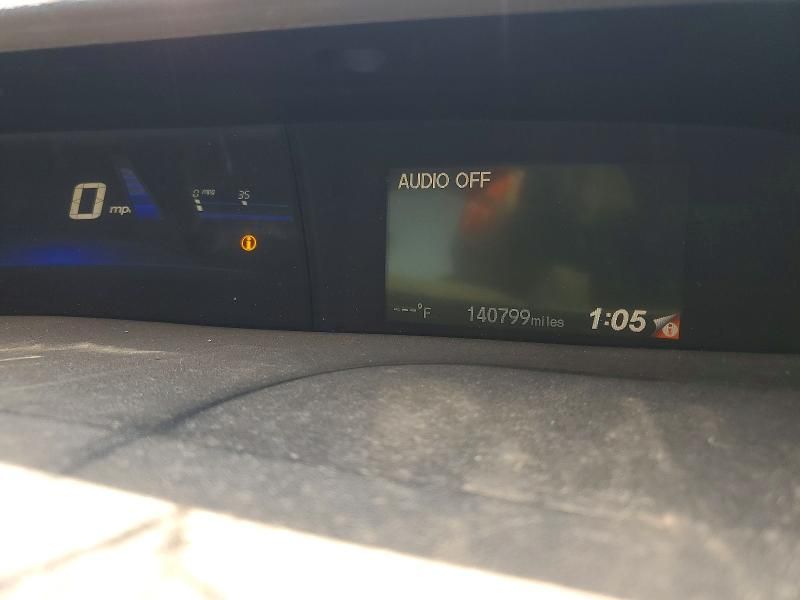 AUDIO OFF
0 mpg 35
0 mph
---°F 140799miles 1:05